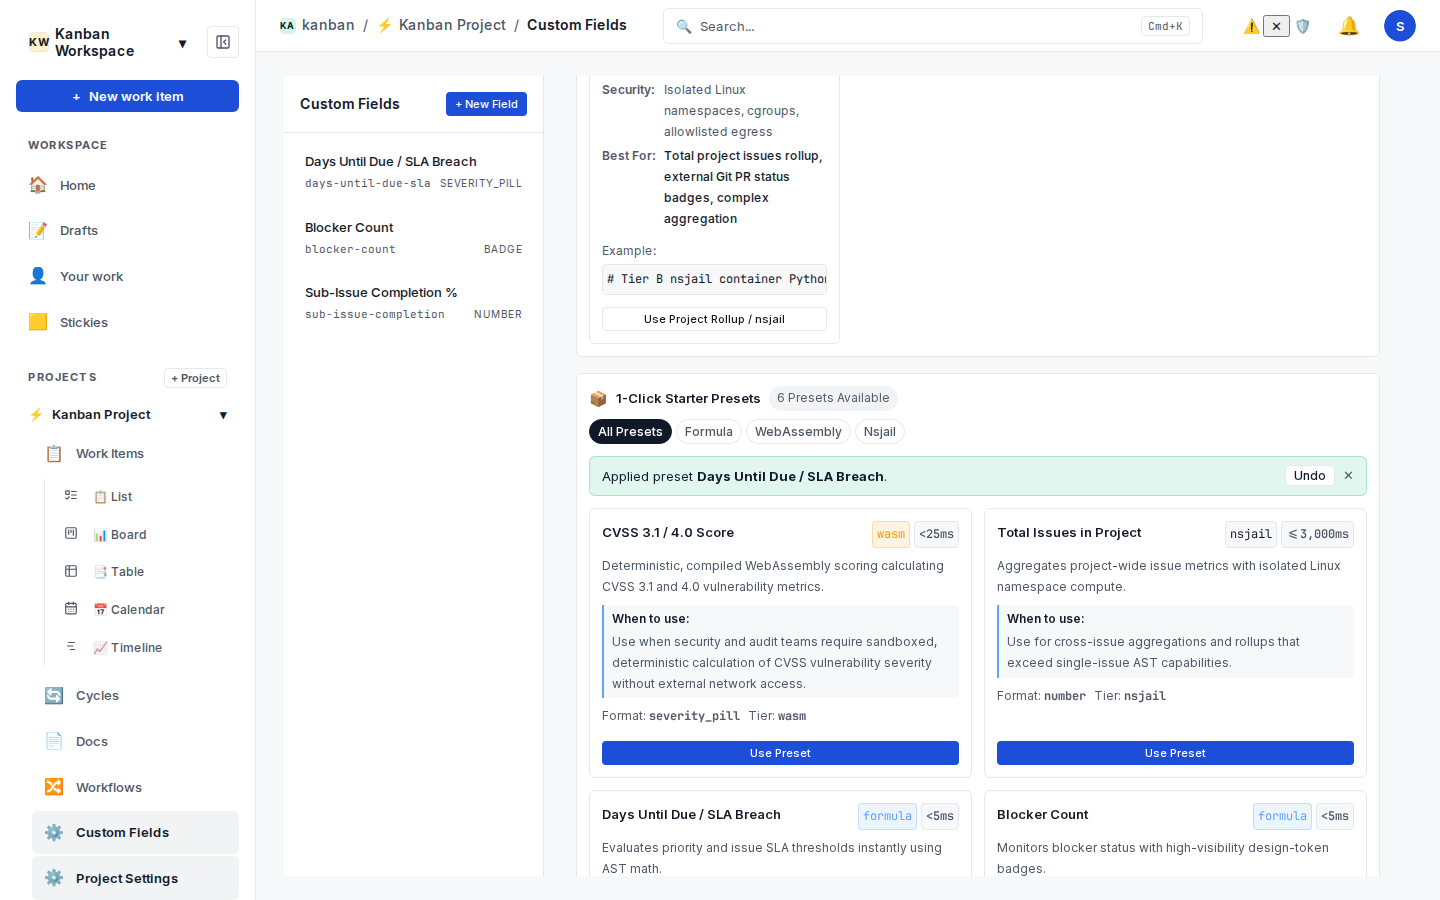 KW Kanban Workspace ▾
+ New work item
WORKSPACE
Home
Drafts
Your work
Stickies
PROJECTS
+ Project
Kanban Project ▾
Work Items
List
Board
Table
Calendar
Timeline
Cycles
Docs
Workflows
Custom Fields
Project Settings
KA kanban / Kanban Project / Custom Fields
Search...
Cmd+K
✕
S
Custom Fields
+ New Field
Days Until Due / SLA Breach
days-until-due-sla SEVERITY_PILL
Blocker Count
blocker-count BADGE
Sub-Issue Completion %
sub-issue-completion NUMBER
Security: Isolated Linux
namespaces, cgroups,
allowlisted egress
Best For: Total project issues rollup,
external Git PR status
badges, complex
aggregation
Example:
# Tier B nsjail container Python
Use Project Rollup / nsjail
1-Click Starter Presets 6 Presets Available
All Presets Formula WebAssembly Nsjail
Applied preset Days Until Due / SLA Breach.
Undo ✕
CVSS 3.1 / 4.0 Score wasm <25ms
Deterministic, compiled WebAssembly scoring calculating
CVSS 3.1 and 4.0 vulnerability metrics.
When to use:
Use when security and audit teams require sandboxed,
deterministic calculation of CVSS vulnerability severity
without external network access.
Format: severity_pill Tier: wasm
Use Preset
Total Issues in Project nsjail ≤3,000ms
Aggregates project-wide issue metrics with isolated Linux
namespace compute.
When to use:
Use for cross-issue aggregations and rollups that
exceed single-issue AST capabilities.
Format: number Tier: nsjail
Use Preset
Days Until Due / SLA Breach formula <5ms
Evaluates priority and issue SLA thresholds instantly using
AST math.
Blocker Count formula <5ms
Monitors blocker status with high-visibility design-token
badges.